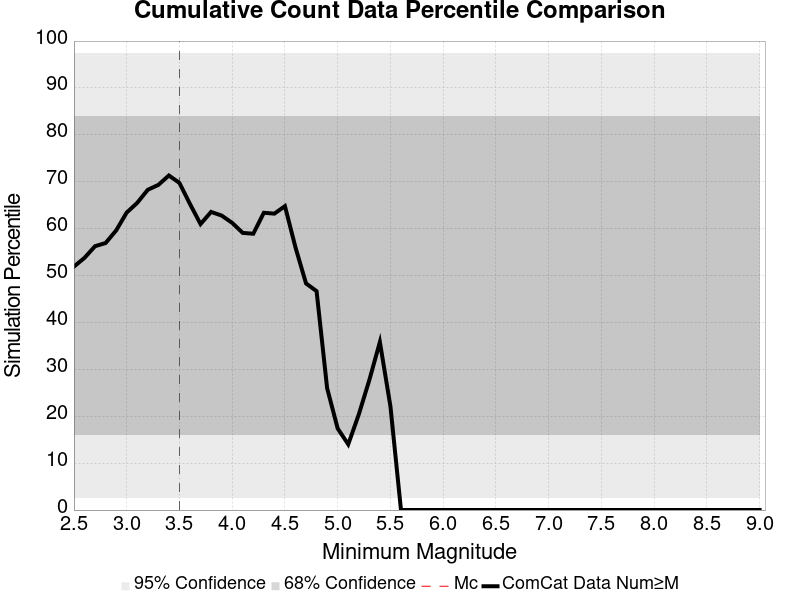 Cumulative Count Data Percentile Comparison
100
90
80
70
60
50
40
30
20
10
0
Simulation Percentile
2.5 3.0 3.5 4.0 4.5 5.0 5.5 6.0 6.5 7.0 7.5 8.0 8.5 9.0
Minimum Magnitude
95% Confidence 68% Confidence Mc ComCat Data Num≥M